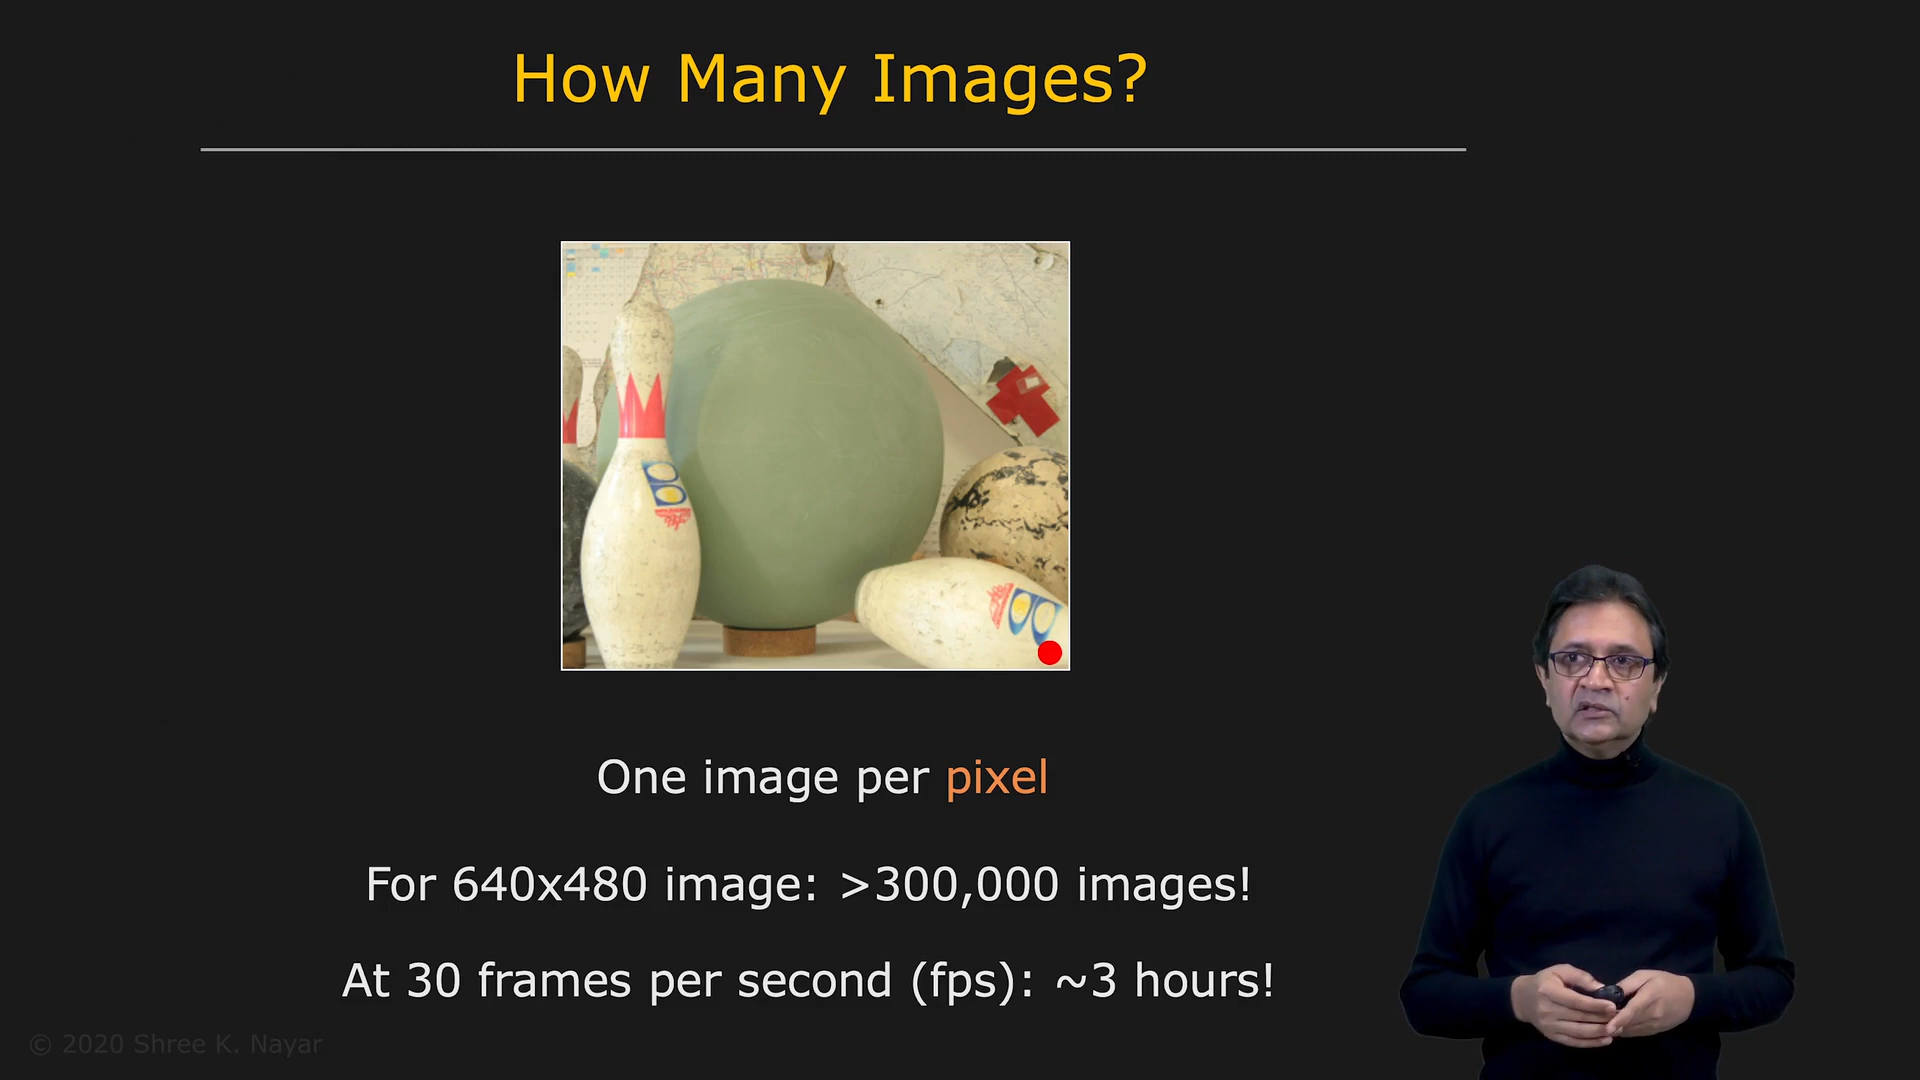 How Many Images?
One image per pixel
For 640x480 image: >300,000 images!
At 30 frames per second (fps): ~3 hours!
© 2020 Shree K. Nayar